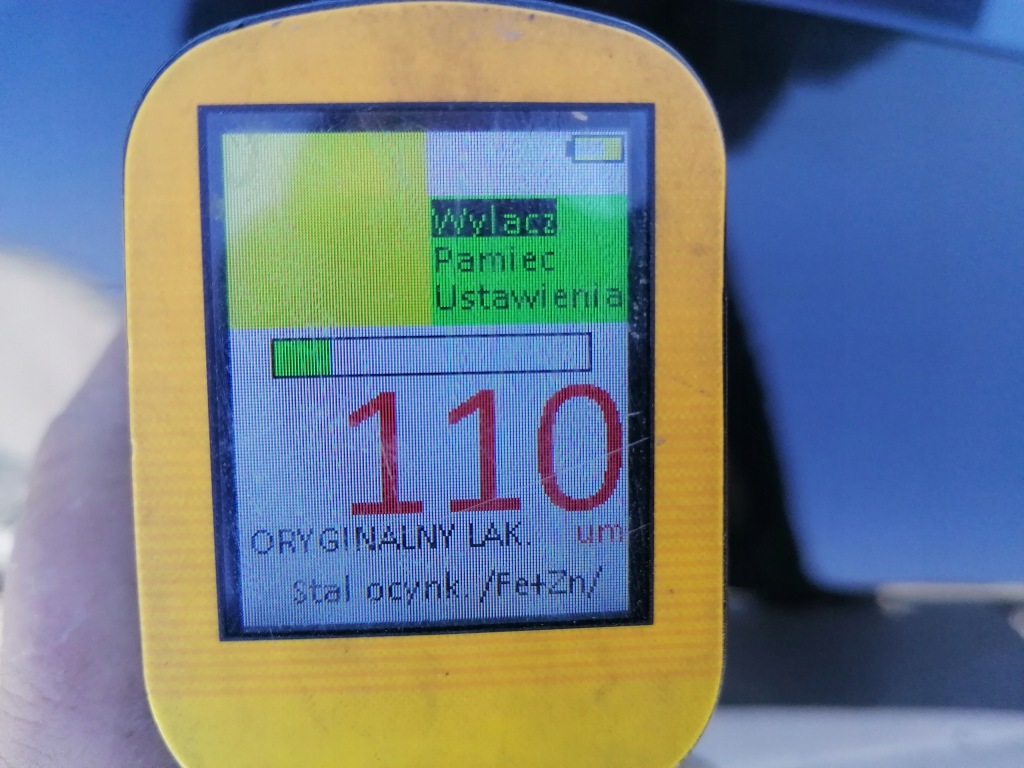 Wylacz
Pamiec
Ustawienia
110
um
ORYGINALNY LAK.
Stal ocynk. /Fe+Zn/